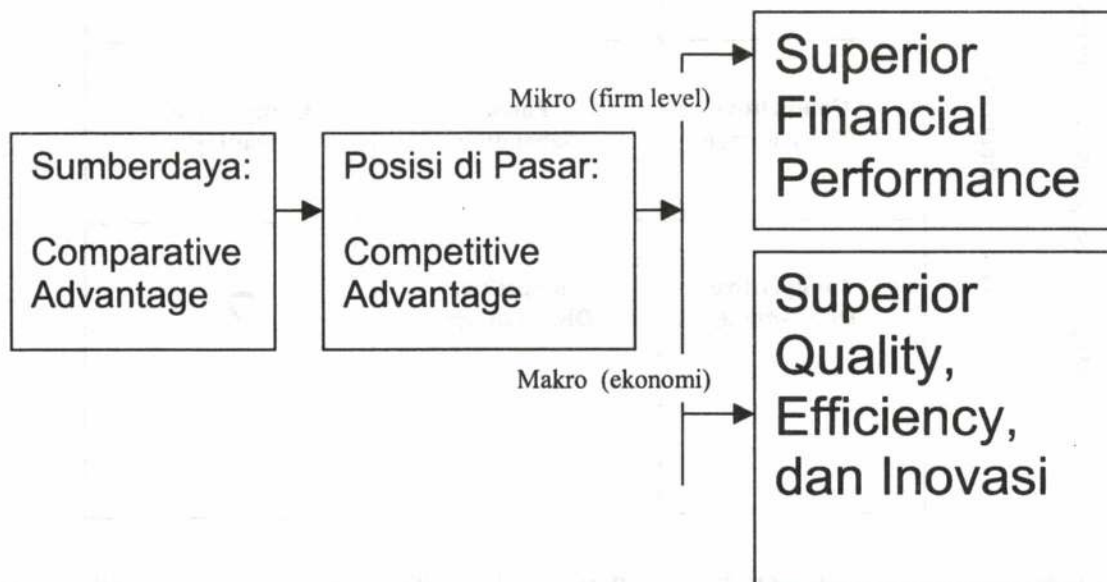 Sumberdaya:
Comparative
Advantage
Posisi di Pasar:
Competitive
Advantage
Mikro (firm level)
Makro (ekonomi)
Superior
Financial
Performance
Superior
Quality,
Efficiency,
dan Inovasi